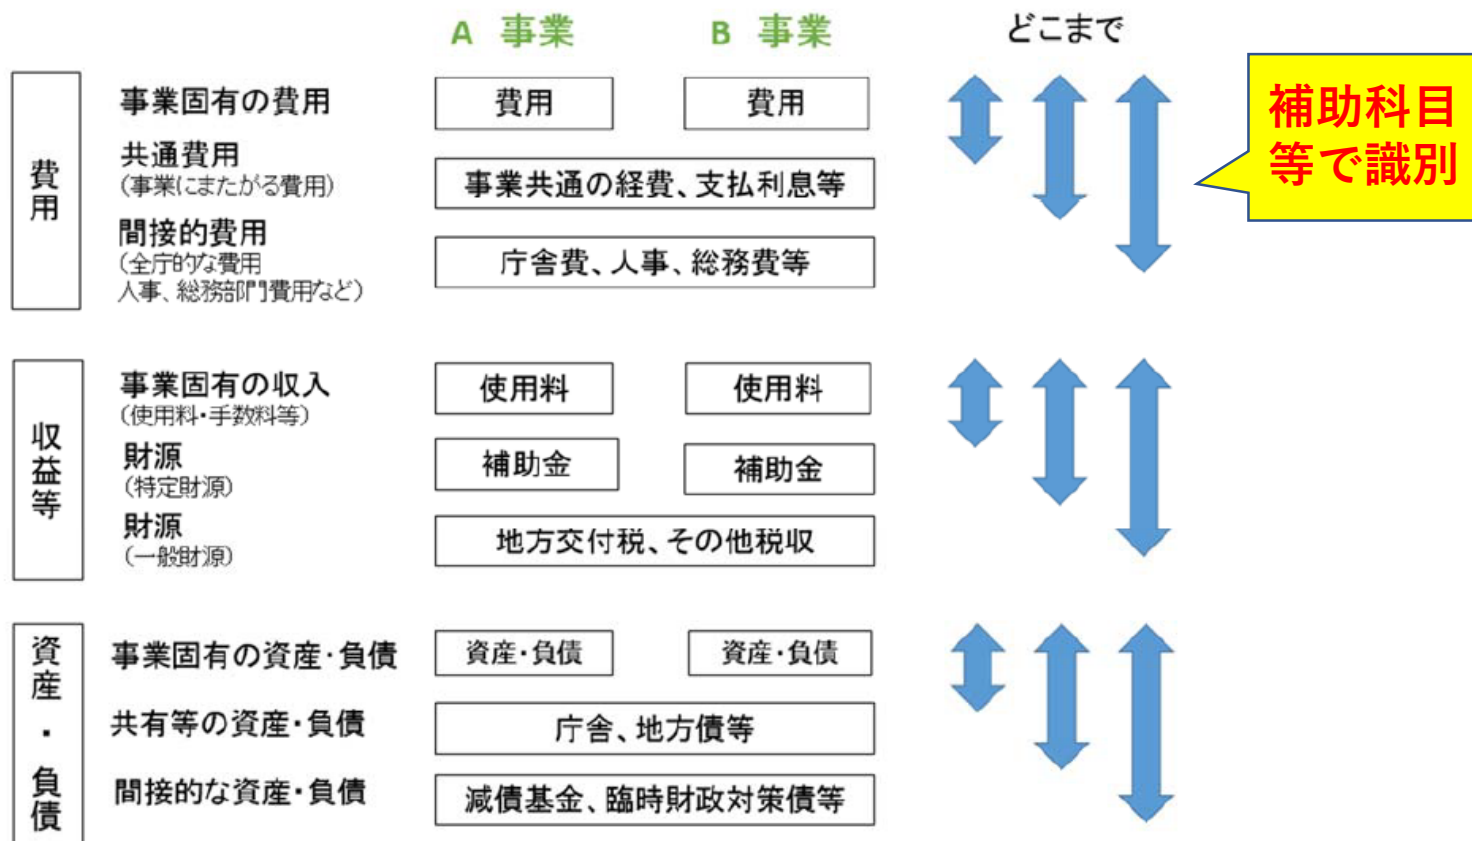 A 事業
B 事業
どこまで
補助科目
等で識別
費用
事業固有の費用
費用
費用
共通費用
(事業にまたがる費用)
事業共通の経費、支払利息等
間接的費用
(全庁的な費用
人事、総務部門費用など)
庁舎費、人事、総務費等
収益等
事業固有の収入
(使用料・手数料等)
使用料
使用料
財源
(特定財源)
補助金
補助金
財源
(一般財源)
地方交付税、その他税収
資産・負債
事業固有の資産・負債
資産・負債
資産・負債
共有等の資産・負債
庁舎、地方債等
間接的な資産・負債
減債基金、臨時財政対策債等